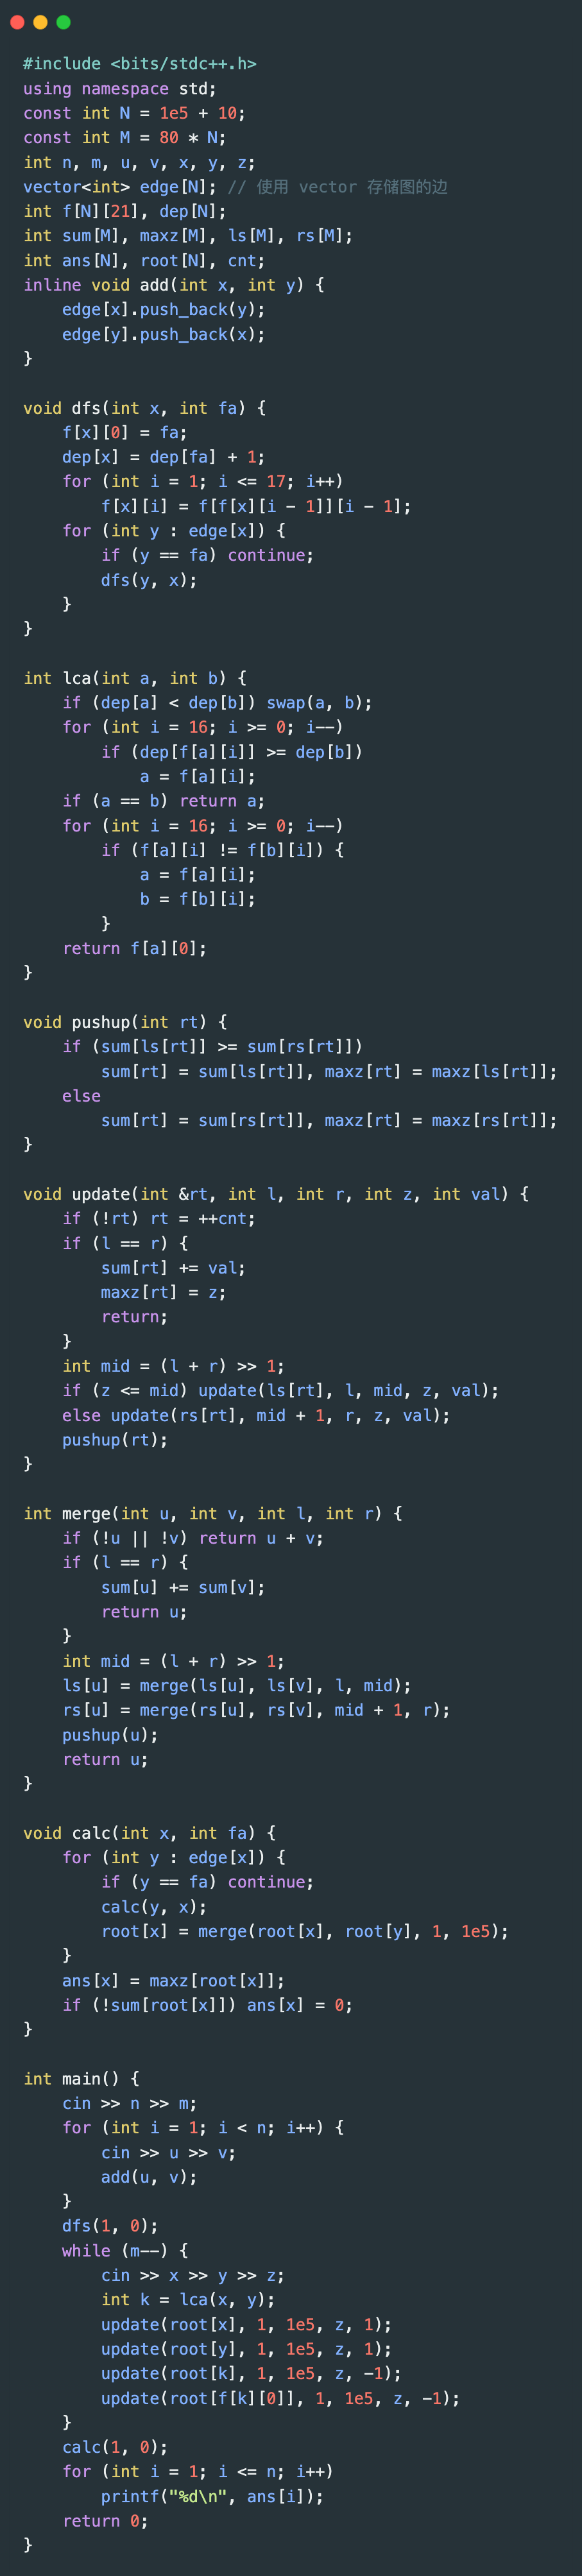 #include <bits/stdc++.h>
using namespace std;
const int N = 1e5 + 10;
const int M = 80 * N;
int n, m, u, v, x, y, z;
vector<int> edge[N]; // 使用 vector 存储图的边
int f[N][21], dep[N];
int sum[M], maxz[M], ls[M], rs[M];
int ans[N], root[N], cnt;
inline void add(int x, int y) {
    edge[x].push_back(y);
    edge[y].push_back(x);
}

void dfs(int x, int fa) {
    f[x][0] = fa;
    dep[x] = dep[fa] + 1;
    for (int i = 1; i <= 17; i++)
        f[x][i] = f[f[x][i - 1]][i - 1];
    for (int y : edge[x]) {
        if (y == fa) continue;
        dfs(y, x);
    }
}

int lca(int a, int b) {
    if (dep[a] < dep[b]) swap(a, b);
    for (int i = 16; i >= 0; i--)
        if (dep[f[a][i]] >= dep[b])
            a = f[a][i];
    if (a == b) return a;
    for (int i = 16; i >= 0; i--)
        if (f[a][i] != f[b][i]) {
            a = f[a][i];
            b = f[b][i];
        }
    return f[a][0];
}

void pushup(int rt) {
    if (sum[ls[rt]] >= sum[rs[rt]])
        sum[rt] = sum[ls[rt]], maxz[rt] = maxz[ls[rt]];
    else
        sum[rt] = sum[rs[rt]], maxz[rt] = maxz[rs[rt]];
}

void update(int &rt, int l, int r, int z, int val) {
    if (!rt) rt = ++cnt;
    if (l == r) {
        sum[rt] += val;
        maxz[rt] = z;
        return;
    }
    int mid = (l + r) >> 1;
    if (z <= mid) update(ls[rt], l, mid, z, val);
    else update(rs[rt], mid + 1, r, z, val);
    pushup(rt);
}

int merge(int u, int v, int l, int r) {
    if (!u || !v) return u + v;
    if (l == r) {
        sum[u] += sum[v];
        return u;
    }
    int mid = (l + r) >> 1;
    ls[u] = merge(ls[u], ls[v], l, mid);
    rs[u] = merge(rs[u], rs[v], mid + 1, r);
    pushup(u);
    return u;
}

void calc(int x, int fa) {
    for (int y : edge[x]) {
        if (y == fa) continue;
        calc(y, x);
        root[x] = merge(root[x], root[y], 1, 1e5);
    }
    ans[x] = maxz[root[x]];
    if (!sum[root[x]]) ans[x] = 0;
}

int main() {
    cin >> n >> m;
    for (int i = 1; i < n; i++) {
        cin >> u >> v;
        add(u, v);
    }
    dfs(1, 0);
    while (m--) {
        cin >> x >> y >> z;
        int k = lca(x, y);
        update(root[x], 1, 1e5, z, 1);
        update(root[y], 1, 1e5, z, 1);
        update(root[k], 1, 1e5, z, -1);
        update(root[f[k][0]], 1, 1e5, z, -1);
    }
    calc(1, 0);
    for (int i = 1; i <= n; i++)
        printf("%d\n", ans[i]);
    return 0;
}